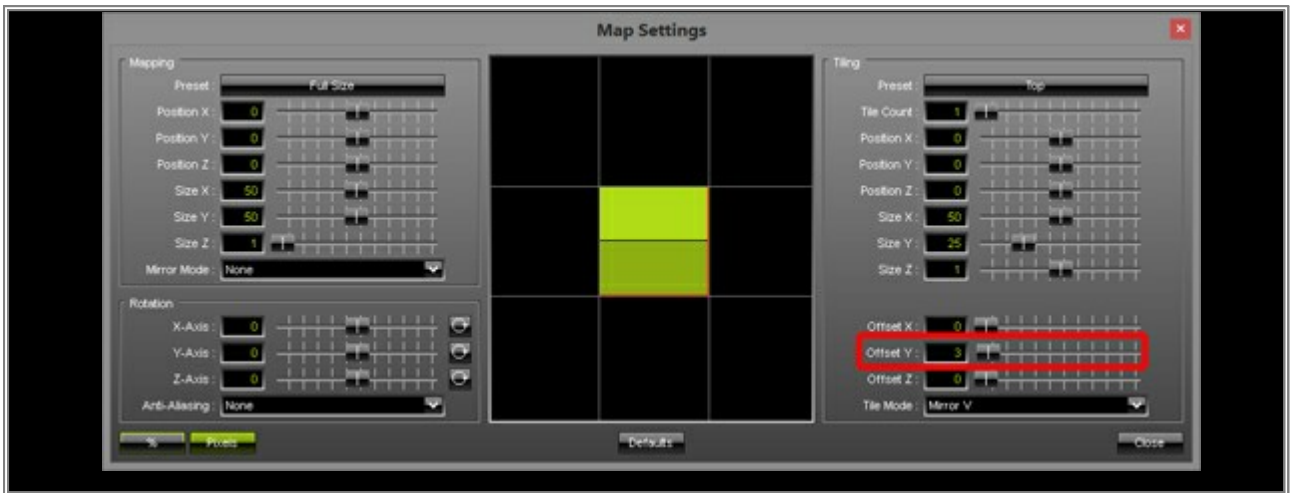 Map Settings
Mapping
Preset : Full Size
Position X : 0
Position Y : 0
Position Z : 0
Size X : 50
Size Y : 50
Size Z : 1
Mirror Mode : None
Rotation
X-Axis : 0
Y-Axis : 0
Z-Axis : 0
Anti-Aliasing : None
% Pixels
Defaults
Tiling
Preset : Top
Tile Count : 1
Position X : 0
Position Y : 0
Position Z : 0
Size X : 50
Size Y : 25
Size Z : 1
Offset X : 0
Offset Y : 3
Offset Z : 0
Tile Mode : Mirror V
Close